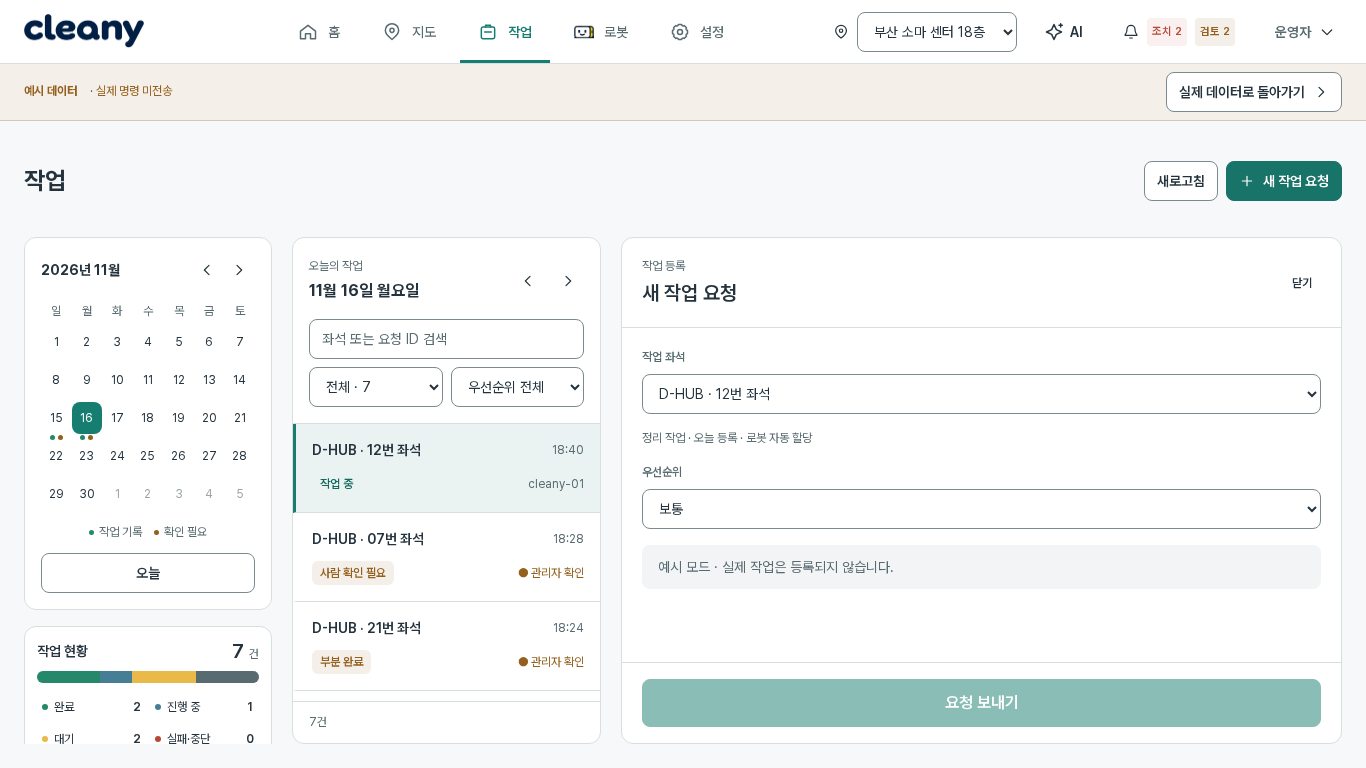 cleany
홈
지도
작업
로봇
설정
부산 소마 센터 18층
AI
조치 2
검토 2
운영자
예시 데이터 · 실제 명령 미전송
실제 데이터로 돌아가기
작업
새로고침
새 작업 요청
2026년 11월
일 월 화 수 목 금 토
1 2 3 4 5 6 7
8 9 10 11 12 13 14
15 16 17 18 19 20 21
22 23 24 25 26 27 28
29 30 1 2 3 4 5
작업 기록 확인 필요
오늘
작업 현황 7 건
완료 2 진행 중 1
대기 2 실패·중단 0
오늘의 작업
11월 16일 월요일
좌석 또는 요청 ID 검색
전체 · 7
우선순위 전체
D-HUB · 12번 좌석 18:40
작업 중 cleany-01
D-HUB · 07번 좌석 18:28
사람 확인 필요 관리자 확인
D-HUB · 21번 좌석 18:24
부분 완료 관리자 확인
7건
작업 등록
새 작업 요청
닫기
작업 좌석
D-HUB · 12번 좌석
정리 작업 · 오늘 등록 · 로봇 자동 할당
우선순위
보통
예시 모드 · 실제 작업은 등록되지 않습니다.
요청 보내기